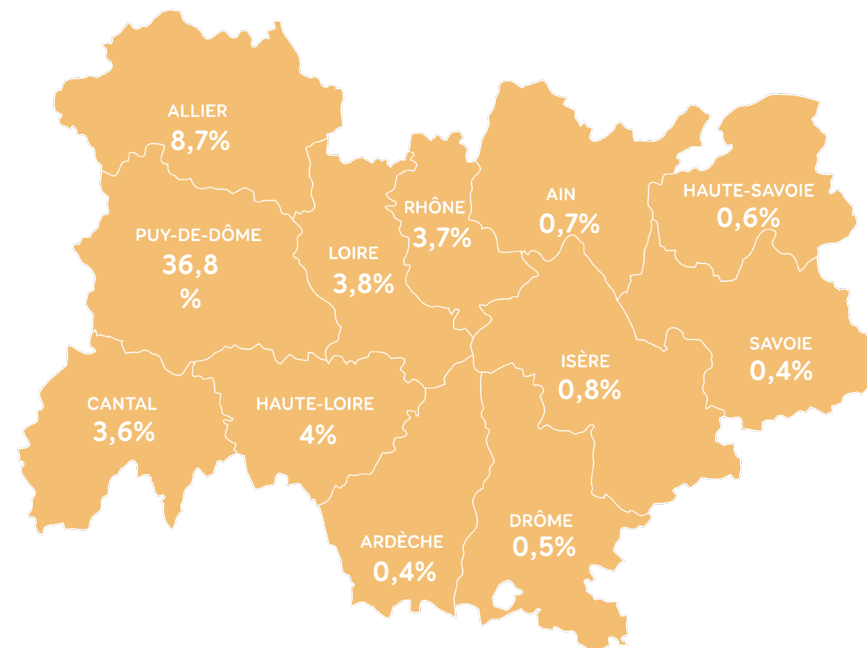 ALLIER
8,7%
PUY-DE-DÔME
36,8
%
LOIRE
3,8%
RHÔNE
3,7%
AIN
0,7%
HAUTE-SAVOIE
0,6%
SAVOIE
0,4%
ISÈRE
0,8%
CANTAL
3,6%
HAUTE-LOIRE
4%
ARDÈCHE
0,4%
DRÔME
0,5%